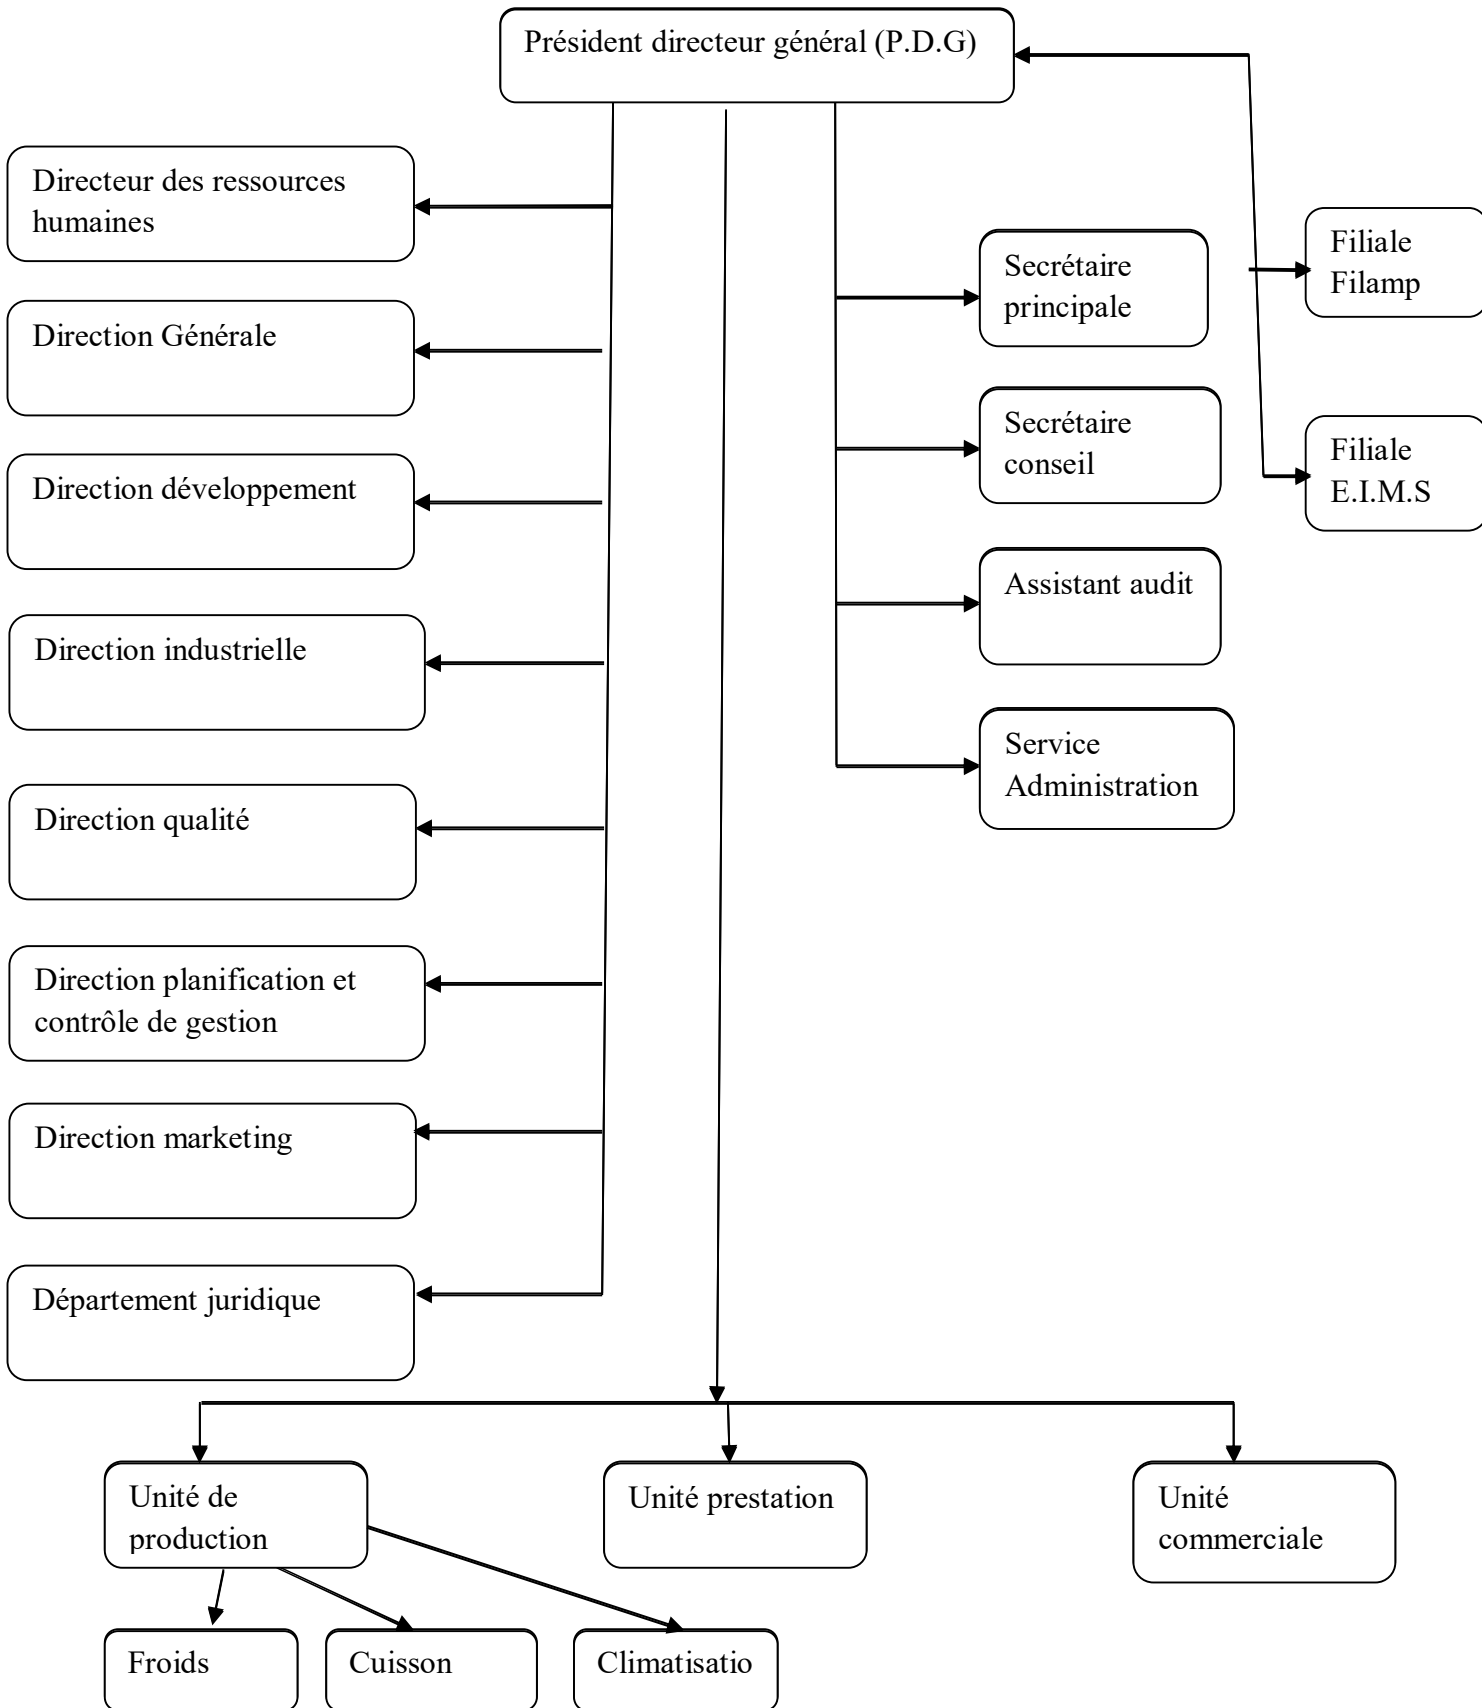 Président directeur général (P.D.G)
Directeur des ressources
humaines
Direction Générale
Direction développement
Direction industrielle
Direction qualité
Direction planification et
contrôle de gestion
Direction marketing
Département juridique
Secrétaire
principale
Secrétaire
conseil
Assistant audit
Service
Administration
Filiale
Filamp
Filiale
E.I.M.S
Unité de
production
Unité prestation
Unité
commerciale
Froids
Cuisson
Climatisatio